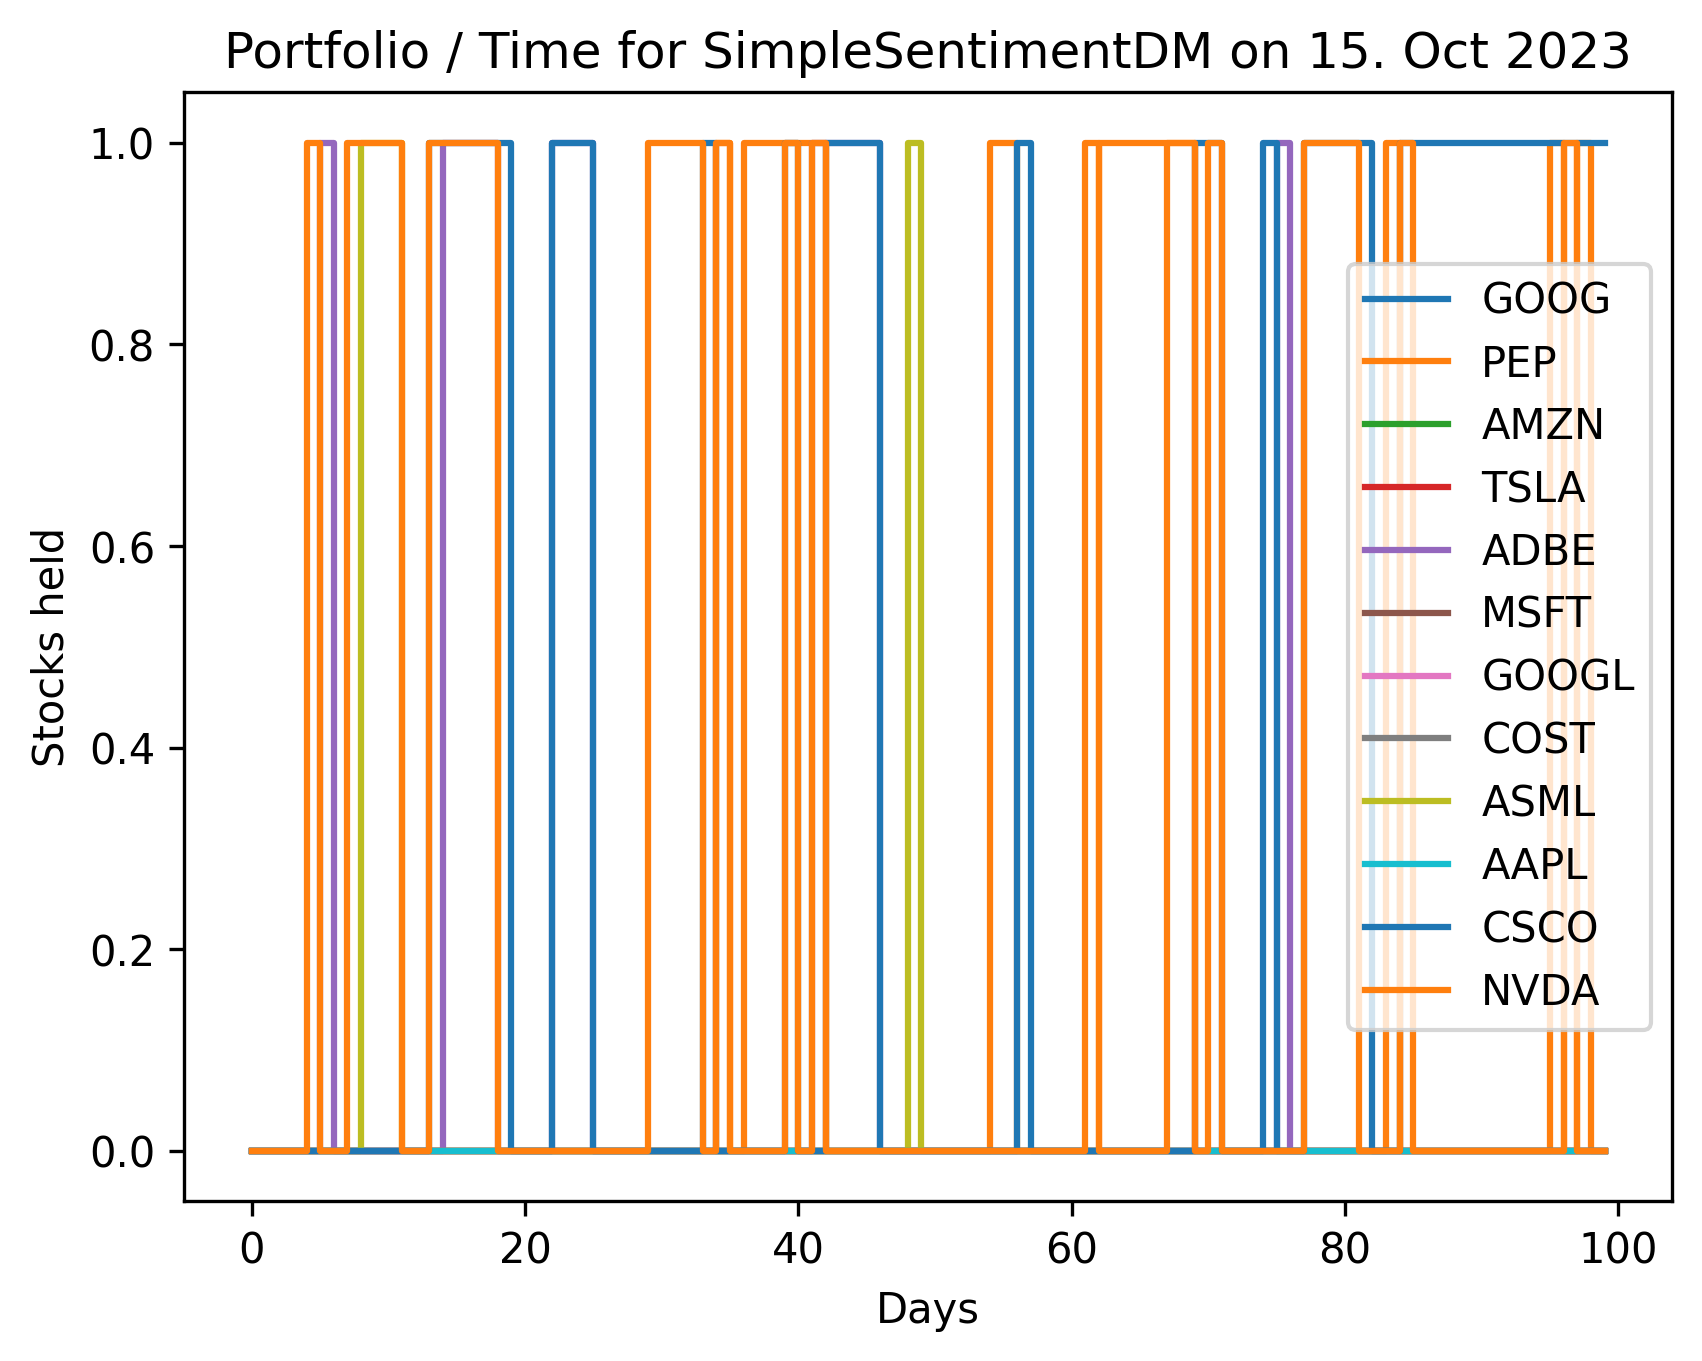 Portfolio / Time for SimpleSentimentDM on 15. Oct 2023
1.0
0.8
0.6
0.4
0.2
0.0
Stocks held
GOOG
PEP
AMZN
TSLA
ADBE
MSFT
GOOGL
COST
ASML
AAPL
CSCO
NVDA
0 20 40 60 80 100
Days